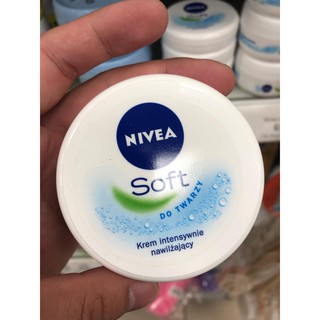 NIVEA
Soft
DO TWARZY
Krem intensywnie
nawilżający